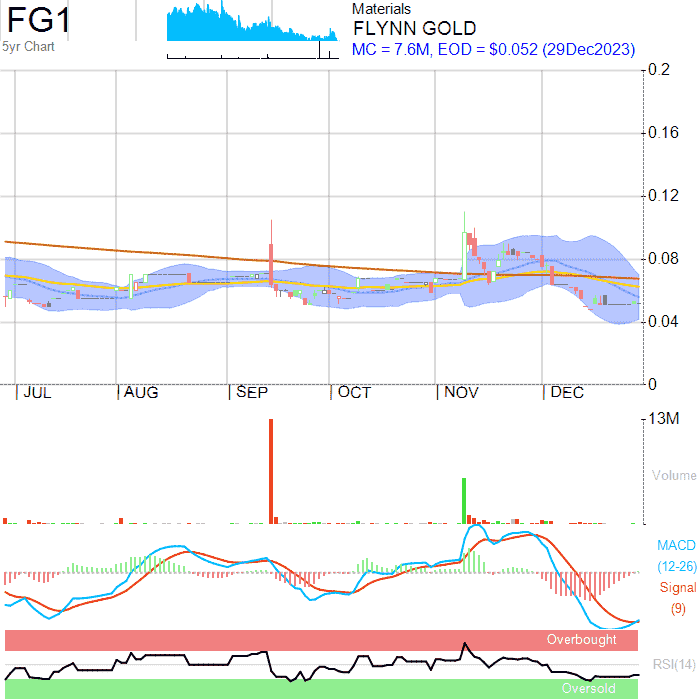 FG1
5yr Chart
Materials
FLYNN GOLD
MC = 7.6M, EOD = $0.052 (29Dec2023)
0.2
0.16
0.12
0.08
0.04
0
JUL AUG SEP OCT NOV DEC
13M
Volume
MACD
(12-26)
Signal
(9)
Overbought
RSI(14)
Oversold